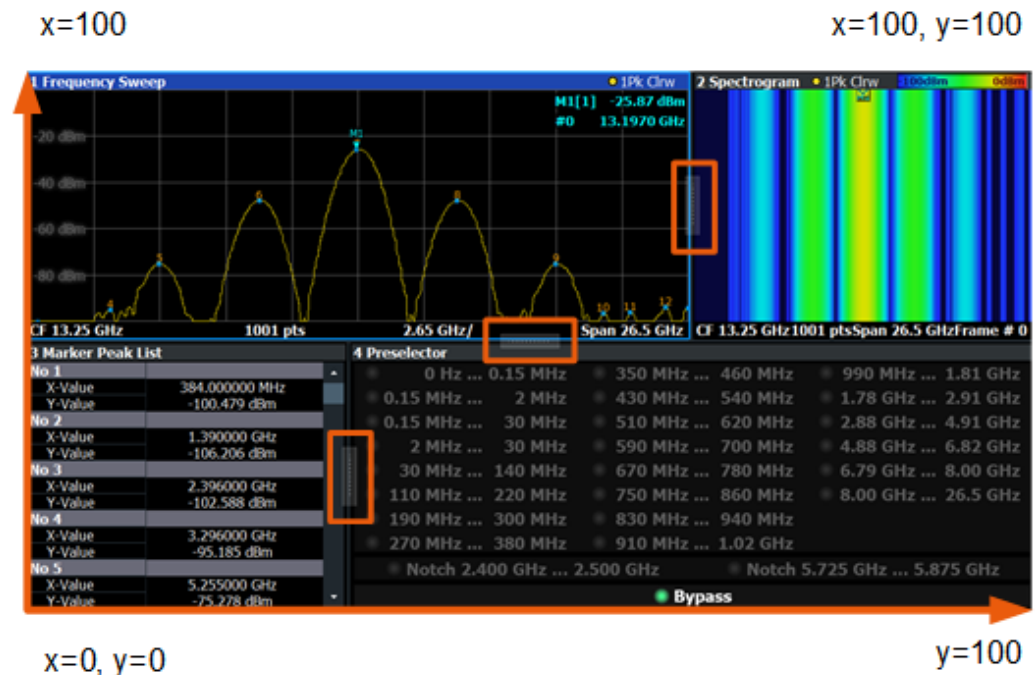 x=100
x=100, y=100
1 Frequency Sweep
1Pk Clrw
2 Spectrogram
1Pk Clrw
-100dBm
0dBm
M1[1] -25.87 dBm
#0 13.1970 GHz
M1
-20 dBm
-40 dBm
-60 dBm
-80 dBm
4
5
6
8
9
10
11
12
CF 13.25 GHz 1001 pts 2.65 GHz/ Span 26.5 GHz
CF 13.25 GHz 1001 pts Span 26.5 GHz Frame # 0
3 Marker Peak List
No 1
X-Value 384.000000 MHz
Y-Value -100.479 dBm
No 2
X-Value 1.390000 GHz
Y-Value -106.206 dBm
No 3
X-Value 2.396000 GHz
Y-Value -102.588 dBm
No 4
X-Value 3.296000 GHz
Y-Value -95.185 dBm
No 5
X-Value 5.255000 GHz
Y-Value -75.278 dBm
4 Preselector
0 Hz ... 0.15 MHz 350 MHz ... 460 MHz 990 MHz ... 1.81 GHz
0.15 MHz ... 2 MHz 430 MHz ... 540 MHz 1.78 GHz ... 2.91 GHz
0.15 MHz ... 30 MHz 510 MHz ... 620 MHz 2.88 GHz ... 4.91 GHz
2 MHz ... 30 MHz 590 MHz ... 700 MHz 4.88 GHz ... 6.82 GHz
30 MHz ... 140 MHz 670 MHz ... 780 MHz 6.79 GHz ... 8.00 GHz
110 MHz ... 220 MHz 750 MHz ... 860 MHz 8.00 GHz ... 26.5 GHz
190 MHz ... 300 MHz 830 MHz ... 940 MHz
270 MHz ... 380 MHz 910 MHz ... 1.02 GHz
Notch 2.400 GHz ... 2.500 GHz Notch 5.725 GHz ... 5.875 GHz
Bypass
x=0, y=0
y=100